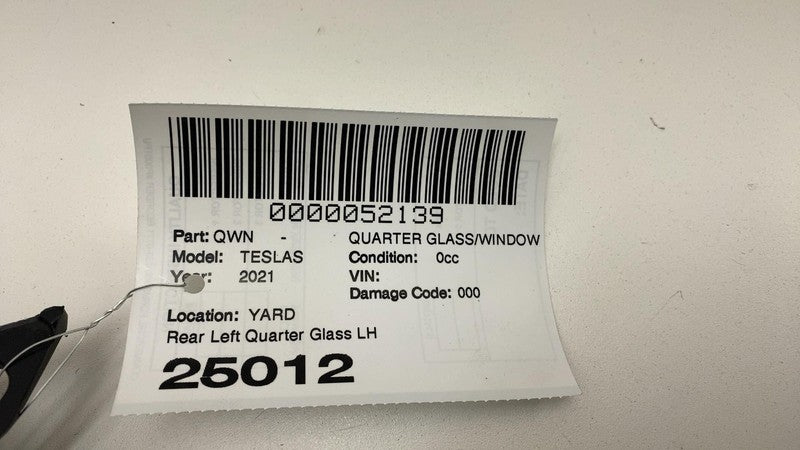 0000052139
Part: QWN - QUARTER GLASS/WINDOW
Model: TESLAS Condition: 0cc
Year: 2021 VIN:
Damage Code: 000
Location: YARD
Rear Left Quarter Glass LH
25012